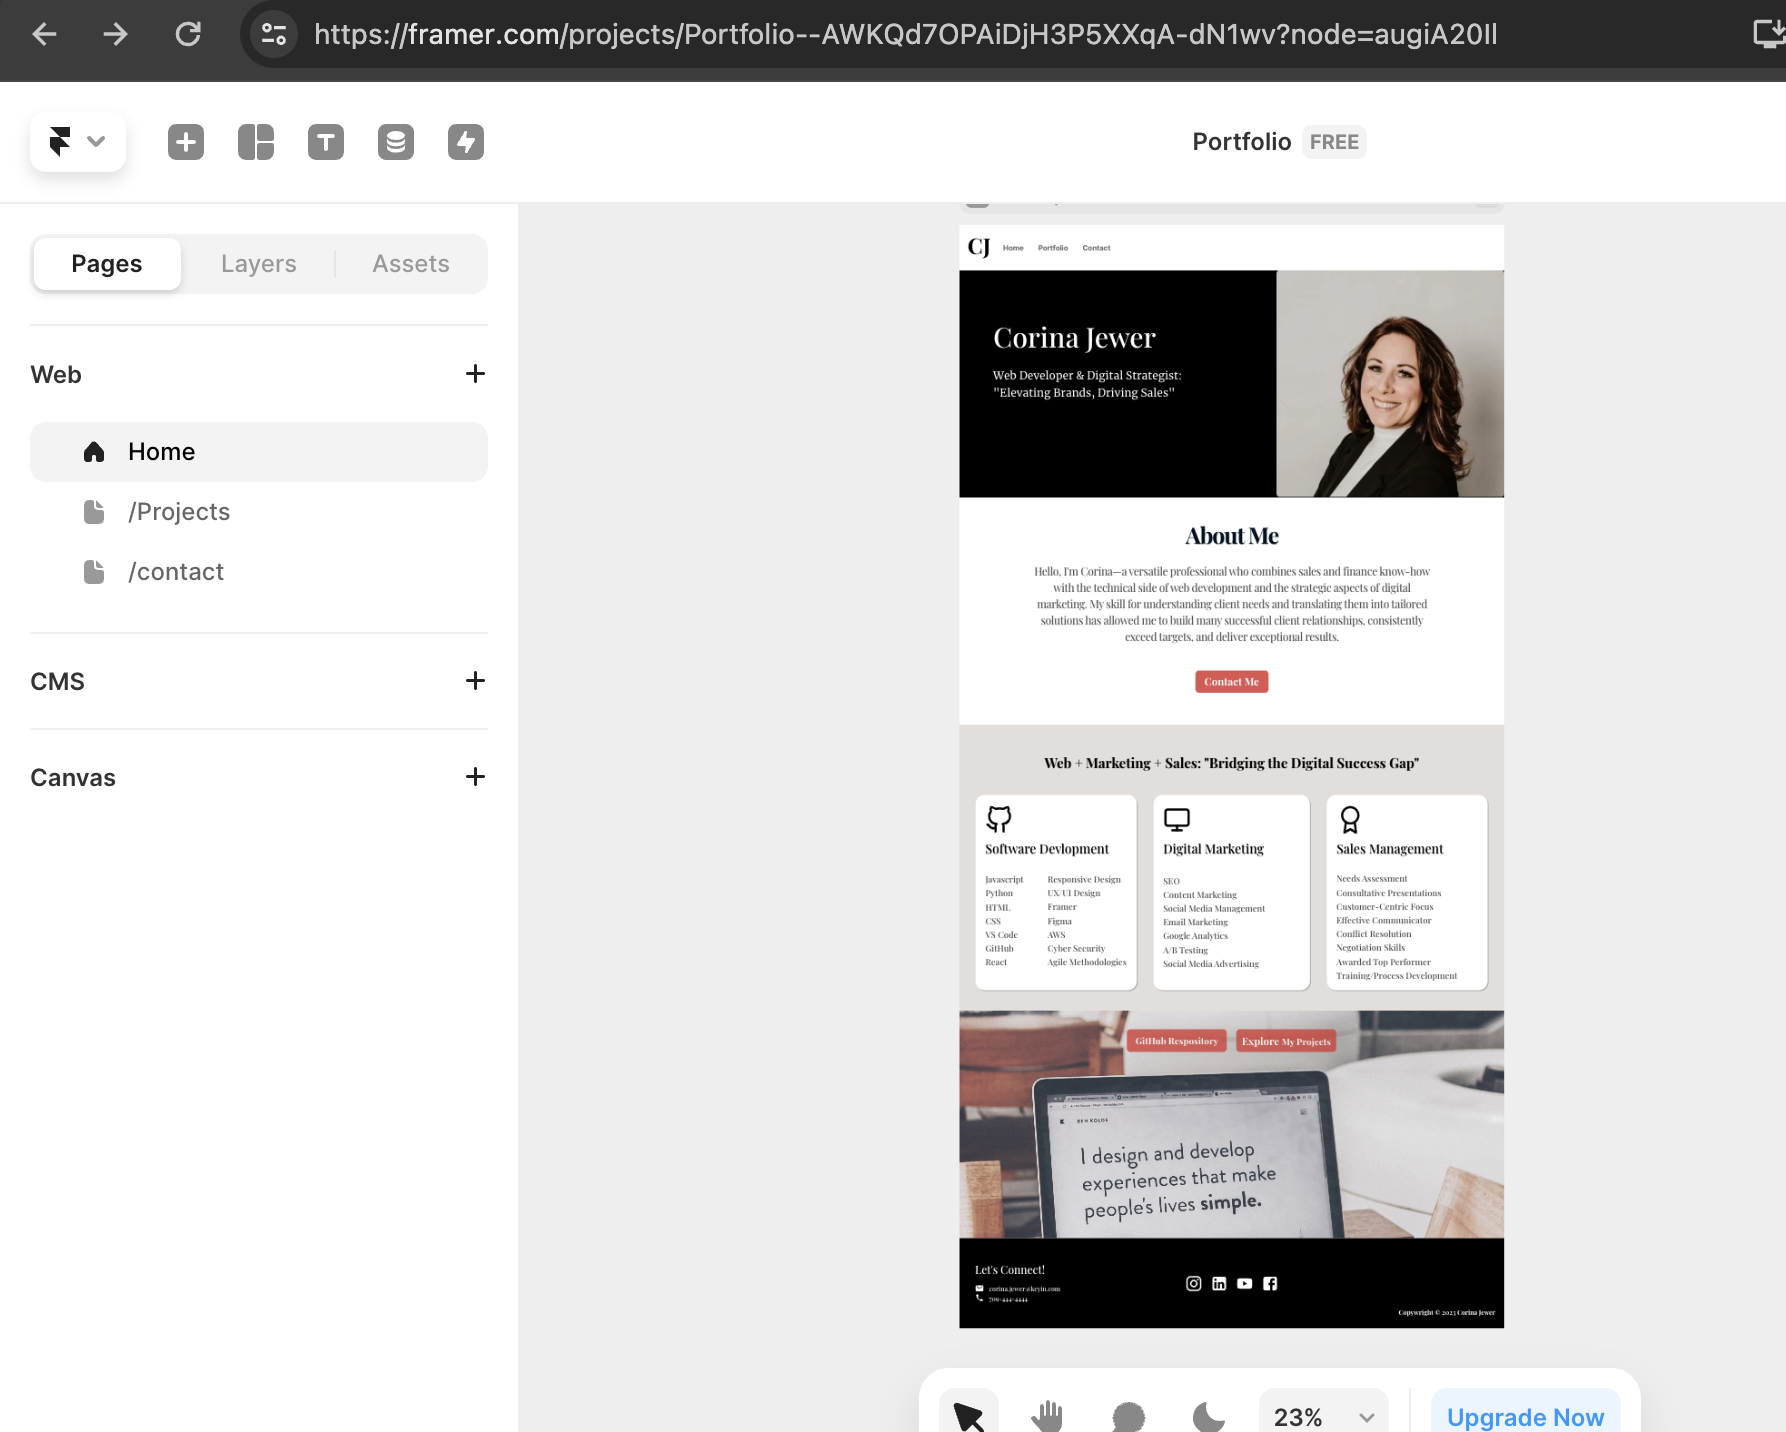 https://framer.com/projects/Portfolio--AWKQd7OPAiDjH3P5XXqA-dN1wv?node=augiA20Il
Portfolio FREE
Pages Layers Assets
Web
Home
/Projects
/contact
CMS
Canvas
CJ Home Portfolio Contact
Corina Jewer
Web Developer & Digital Strategist:
"Elevating Brands, Driving Sales"
About Me
Hello, I'm Corina—a versatile professional who combines sales and finance know-how
with the technical side of web development and the strategic aspects of digital
marketing. My skill for understanding client needs and translating them into tailored
solutions has allowed me to build many successful client relationships, consistently
exceed targets, and deliver exceptional results.
Contact Me
Web + Marketing + Sales: "Bridging the Digital Success Gap"
Software Devlopment
Javascript Responsive Design
Python UX/UI Design
HTML Framer
CSS Figma
VS Code AWS
GitHub Cyber Security
React Agile Methodologies
Digital Marketing
SEO
Content Marketing
Social Media Management
Email Marketing
Google Analytics
A/B Testing
Social Media Advertising
Sales Management
Needs Assessment
Consultative Presentations
Customer-Centric Focus
Effective Communicator
Conflict Resolution
Negotiation Skills
Awarded Top Performer
Training/Process Development
GitHub Respository Explore My Projects
BEN KOLDE
I design and develop
experiences that make
people's lives simple.
Let's Connect!
corina.jewer@keyin.com
709-444-4444
Copywright © 2023 Corina Jewer
23% Upgrade Now